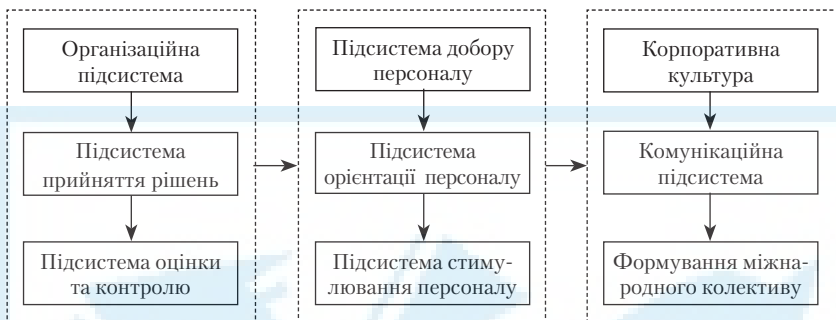 Організаційна
підсистема
Підсистема
прийняття рішень
Підсистема оцінки
та контролю
Підсистема добору
персоналу
Підсистема
орієнтації персоналу
Підсистема стиму-
лювання персоналу
Корпоративна
культура
Комунікаційна
підсистема
Формування міжна-
родного колективу